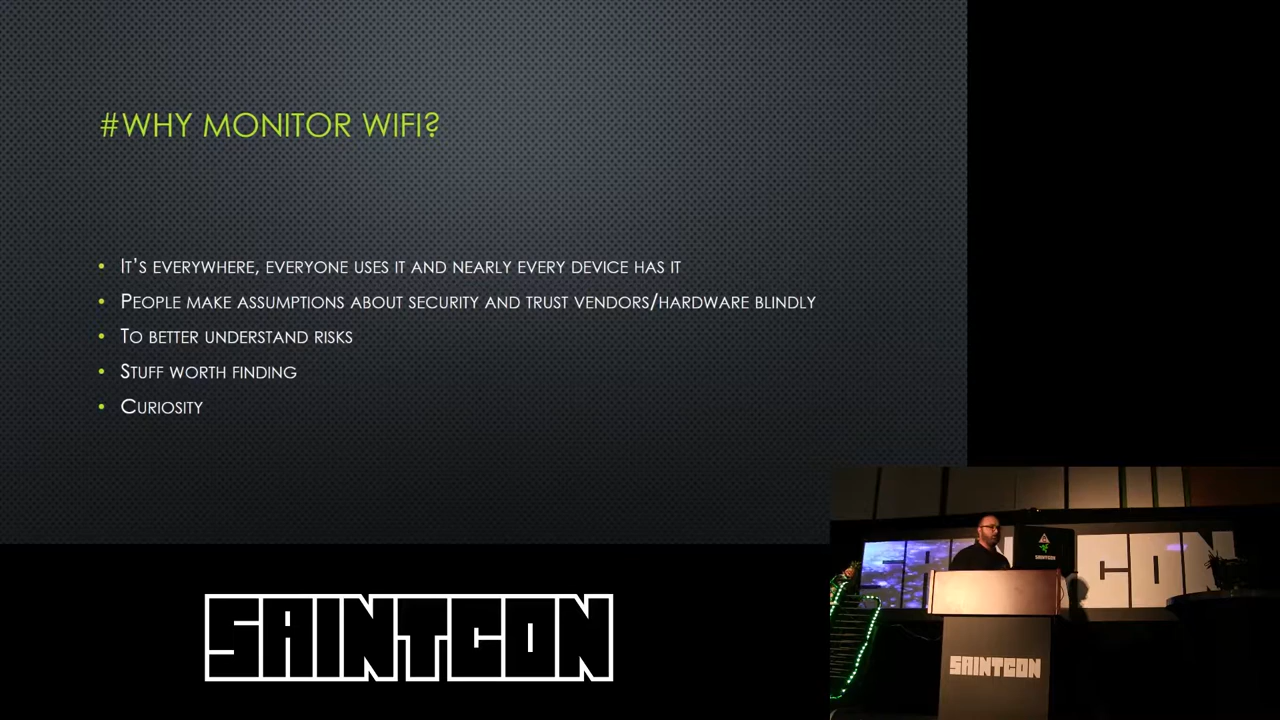 #WHY MONITOR WIFI?
• IT'S EVERYWHERE, EVERYONE USES IT AND NEARLY EVERY DEVICE HAS IT
• PEOPLE MAKE ASSUMPTIONS ABOUT SECURITY AND TRUST VENDORS/HARDWARE BLINDLY
• TO BETTER UNDERSTAND RISKS
• STUFF WORTH FINDING
• CURIOSITY
SAINTCON
SAINTCON
SAINTCON